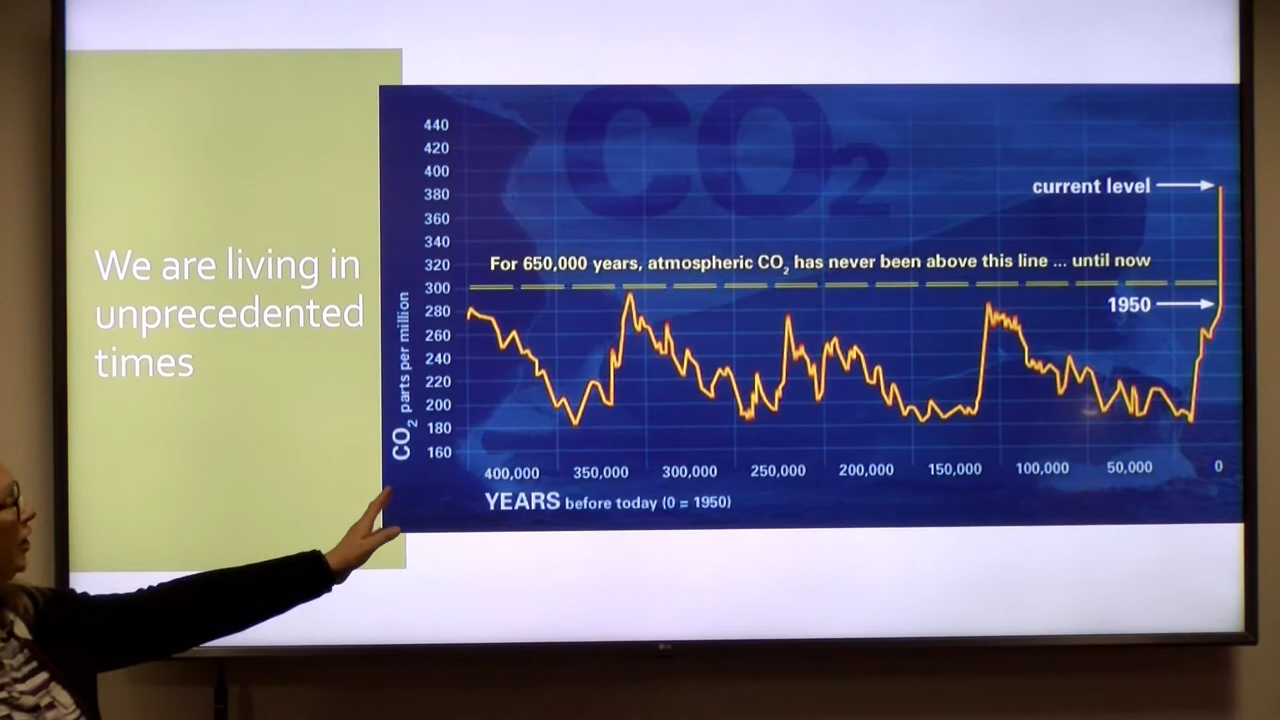 We are living in
unprecedented
times
CO2
440
420
400
380
360
340
320
300
280
260
240
220
200
180
160
CO2 parts per million
current level
For 650,000 years, atmospheric CO2 has never been above this line ... until now
1950
400,000 350,000 300,000 250,000 200,000 150,000 100,000 50,000 0
YEARS before today (0 = 1950)
LG